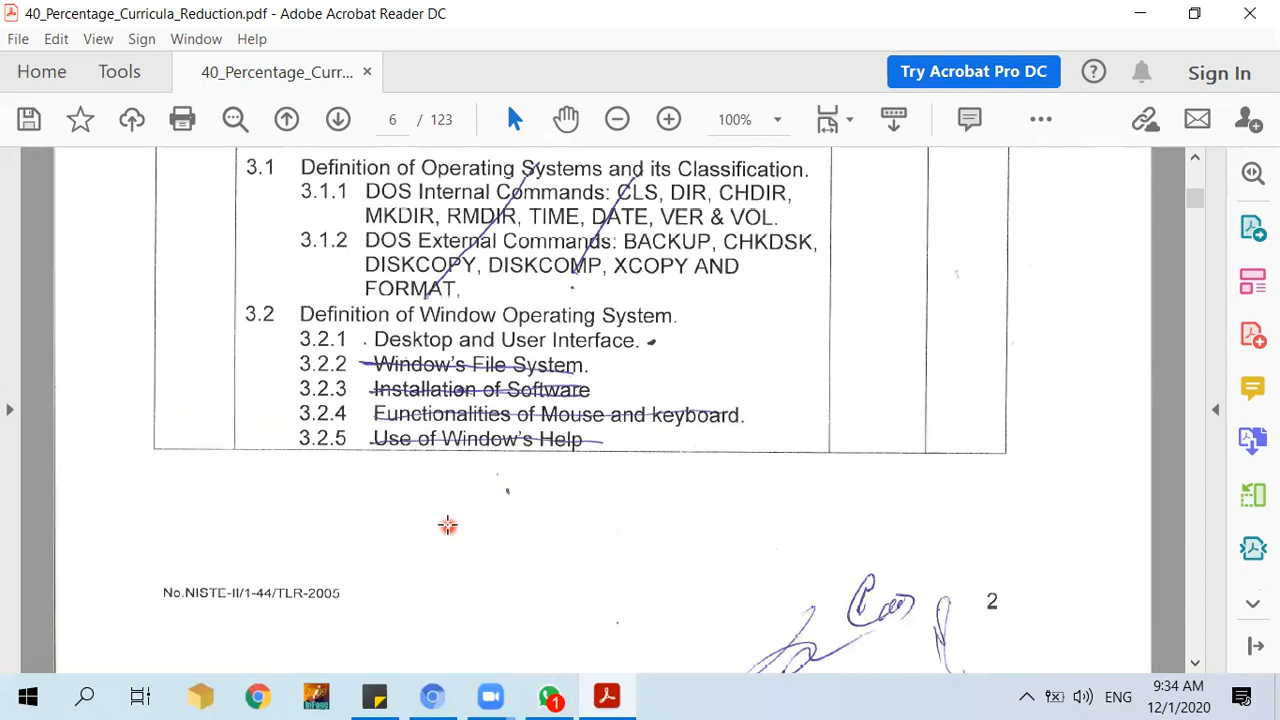 40_Percentage_Curricula_Reduction.pdf - Adobe Acrobat Reader DC
File Edit View Sign Window Help
Home Tools 40_Percentage_Curr... Try Acrobat Pro DC Sign In
6 / 123 100%
3.1 Definition of Operating Systems and its Classification.
3.1.1 DOS Internal Commands: CLS, DIR, CHDIR,
MKDIR, RMDIR, TIME, DATE, VER & VOL.
3.1.2 DOS External Commands: BACKUP, CHKDSK,
DISKCOPY, DISKCOMP, XCOPY AND
FORMAT,
3.2 Definition of Window Operating System.
3.2.1 Desktop and User Interface.
3.2.2 Window's File System.
3.2.3 Installation of Software
3.2.4 Functionalities of Mouse and keyboard.
3.2.5 Use of Window's Help
No.NISTE-II/1-44/TLR-2005
2
1
ENG
9:34 AM
12/1/2020